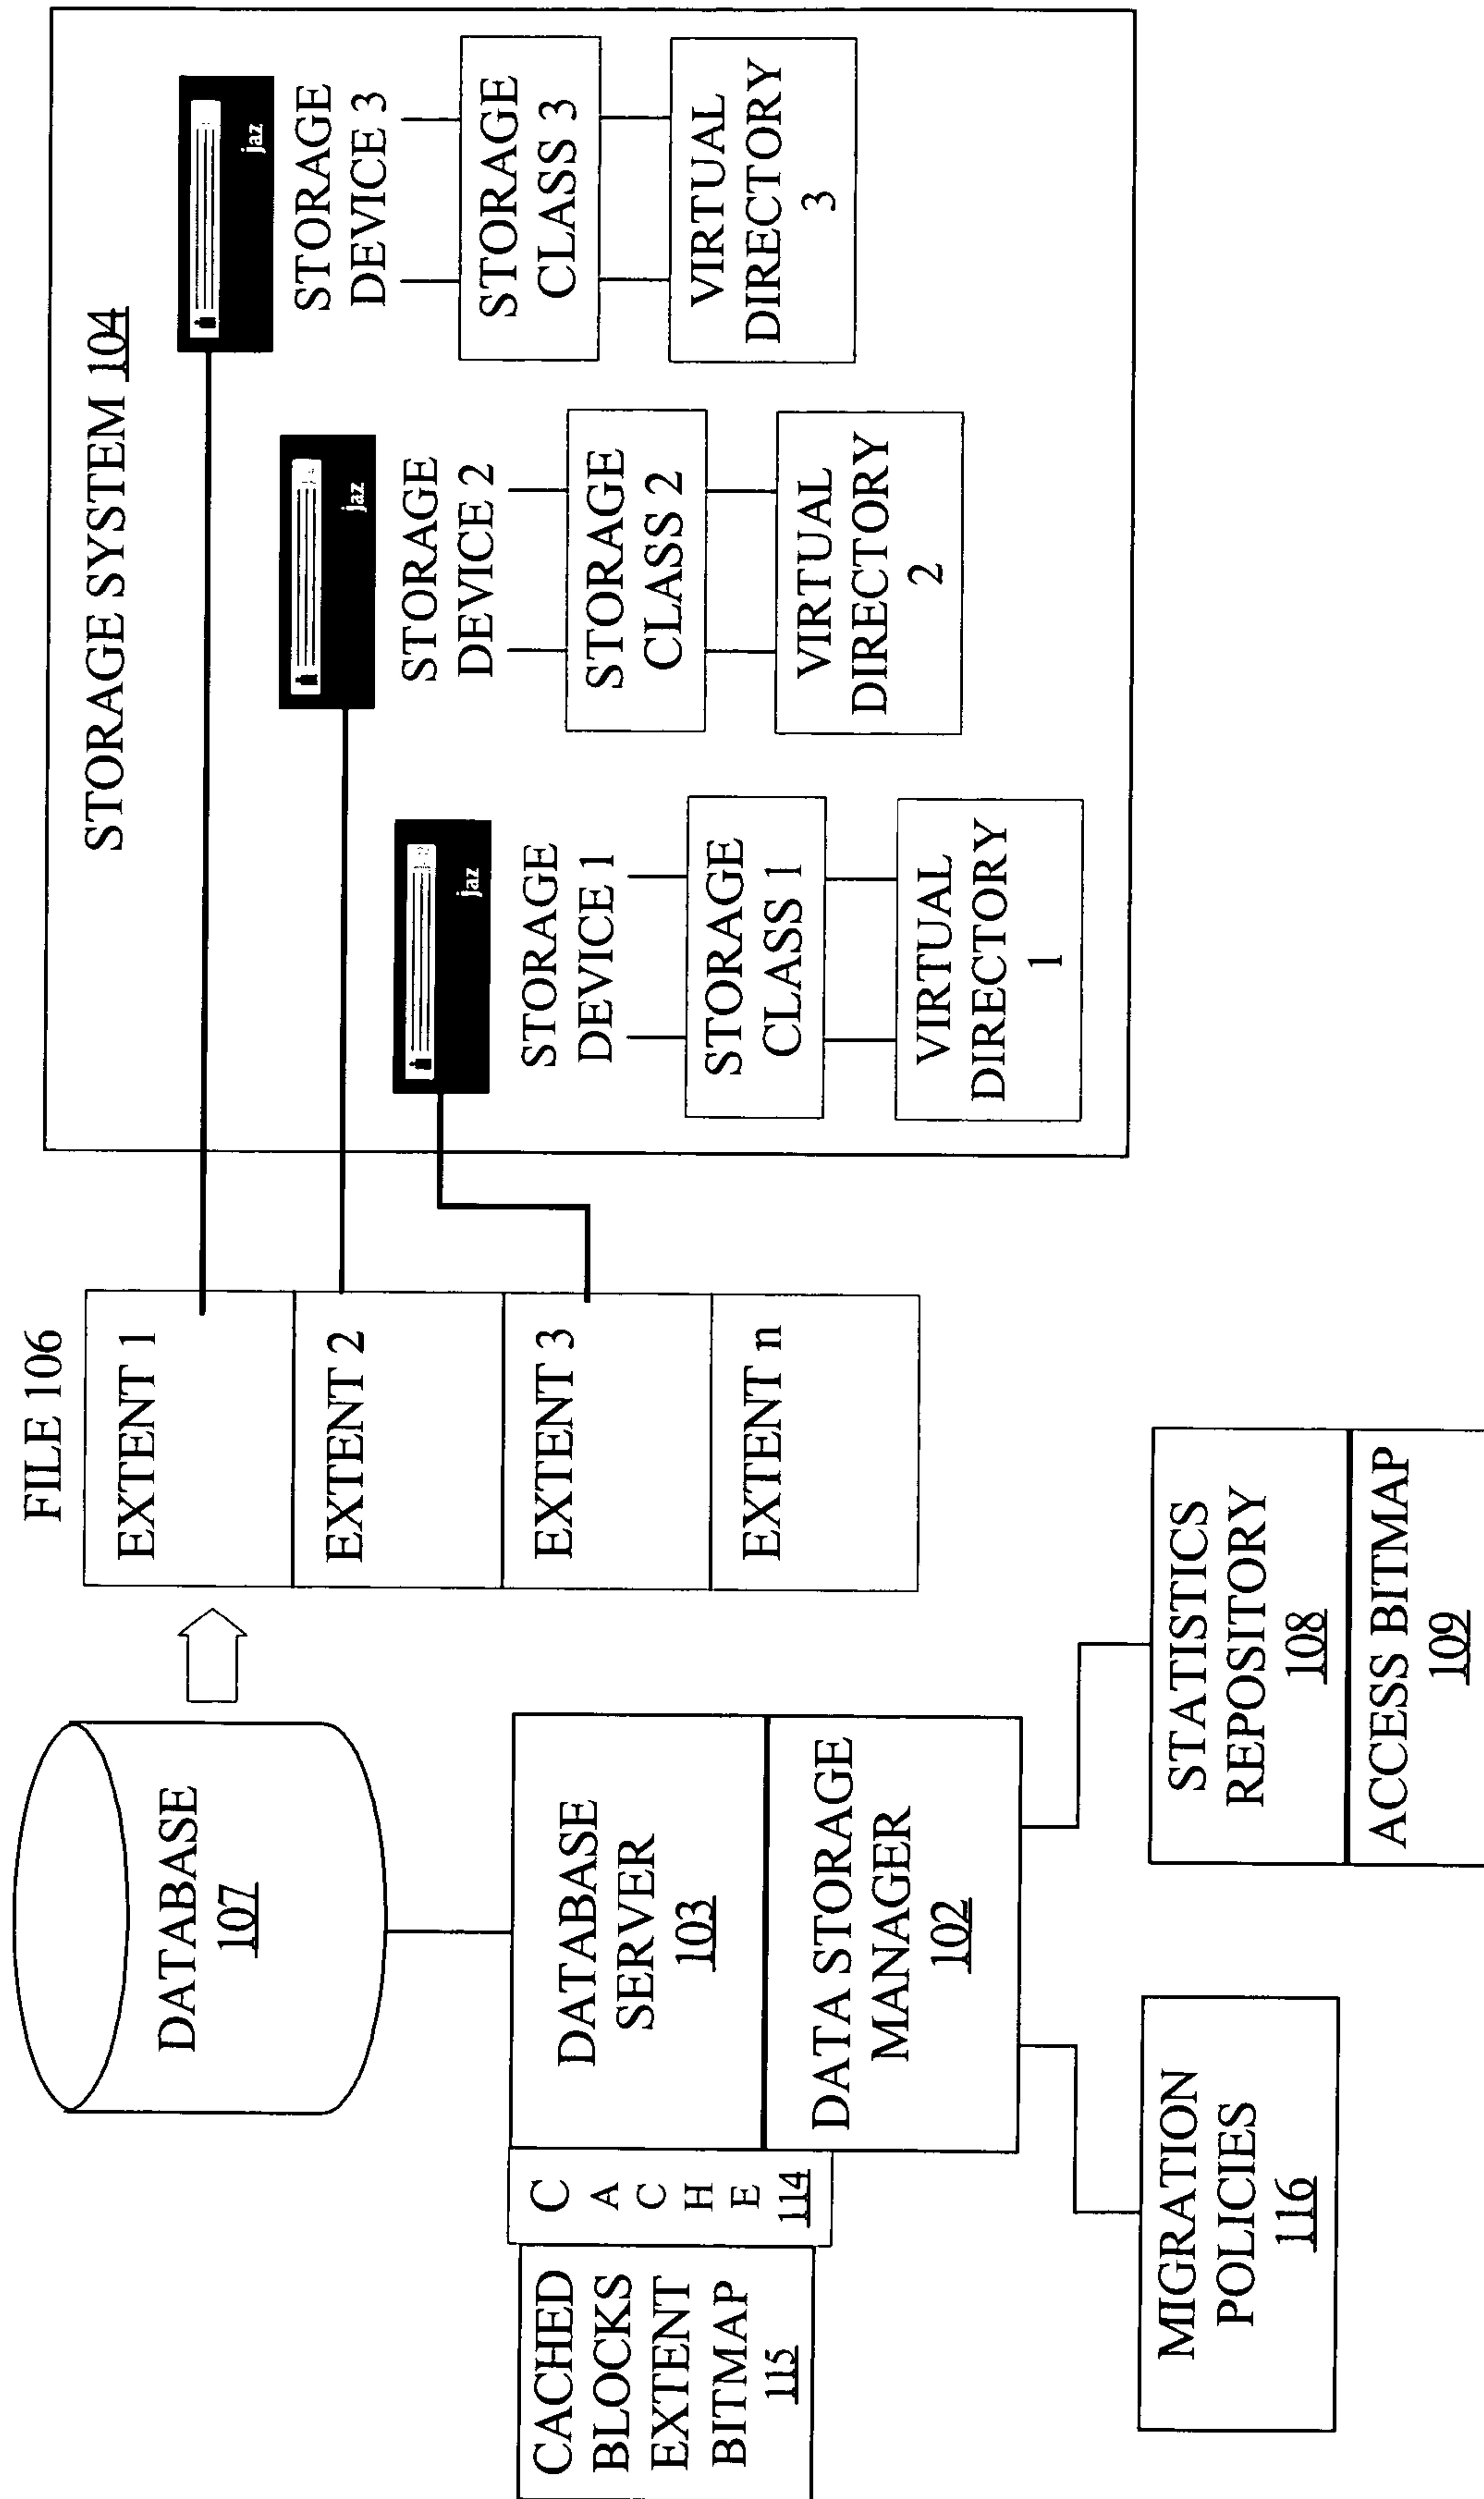 DATABASE
107
FILE 106
EXTENT 1
EXTENT 2
EXTENT 3
EXTENT n
STORAGE SYSTEM 104
jaz
STORAGE
DEVICE 1
STORAGE
CLASS 1
VIRTUAL
DIRECTORY
1
jaz
STORAGE
DEVICE 2
STORAGE
CLASS 2
VIRTUAL
DIRECTORY
2
jaz
STORAGE
DEVICE 3
STORAGE
CLASS 3
VIRTUAL
DIRECTORY
3
CACHED
BLOCKS
EXTENT
BITMAP
115
C
A
C
H
E
114
DATABASE
SERVER
103
DATA STORAGE
MANAGER
102
MIGRATION
POLICIES
116
STATISTICS
REPOSITORY
108
ACCESS BITMAP
109